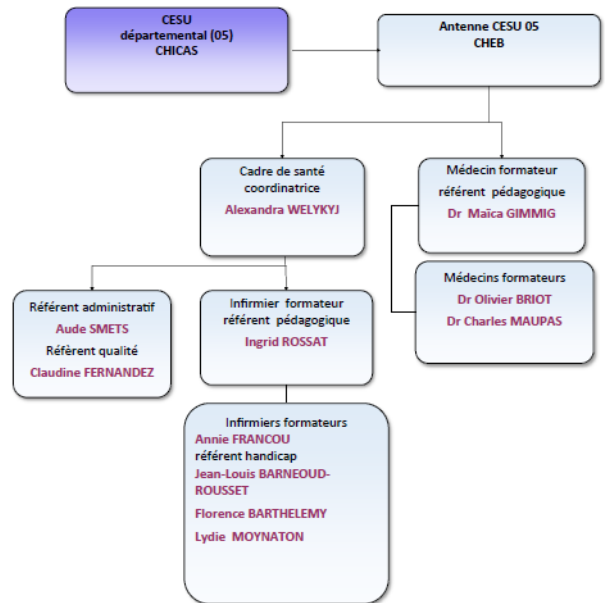 CESU
départemental (05)
CHICAS
Antenne CESU 05
CHEB
Cadre de santé
coordinatrice
Alexandra WELYKYJ
Médecin formateur
référent pédagogique
Dr Maïca GIMMIG
Médecins formateurs
Dr Olivier BRIOT
Dr Charles MAUPAS
Référent administratif
Aude SMETS
Réfèrent qualité
Claudine FERNANDEZ
Infirmier formateur
référent pédagogique
Ingrid ROSSAT
Infirmiers formateurs
Annie FRANCOU
référent handicap
Jean-Louis BARNEOUD-
ROUSSET
Florence BARTHELEMY
Lydie MOYNATON